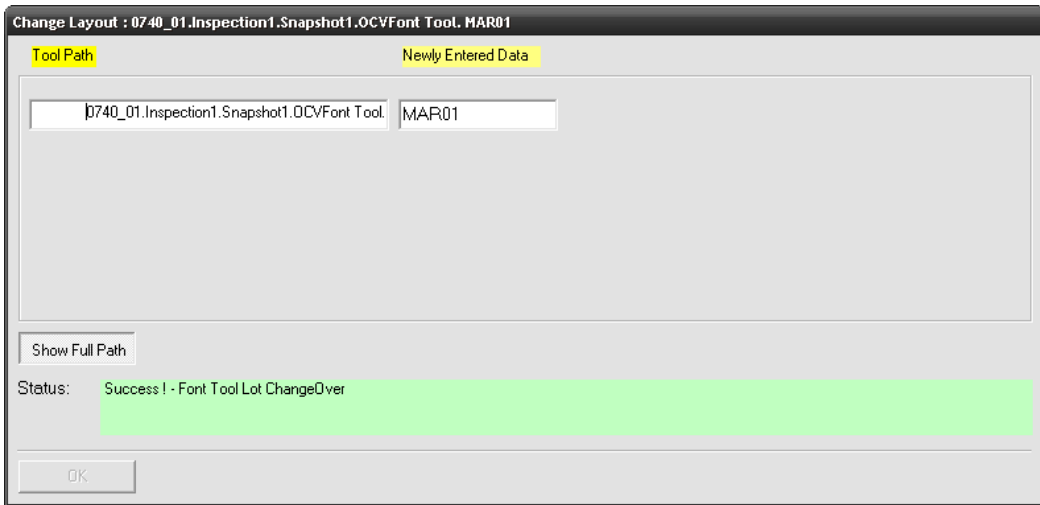 Change Layout : 0740_01.Inspection1.Snapshot1.OCVFont Tool. MAR01
Tool Path Newly Entered Data
0740_01.Inspection1.Snapshot1.OCVFont Tool. MAR01
Show Full Path
Status: Success ! - Font Tool Lot ChangeOver
OK